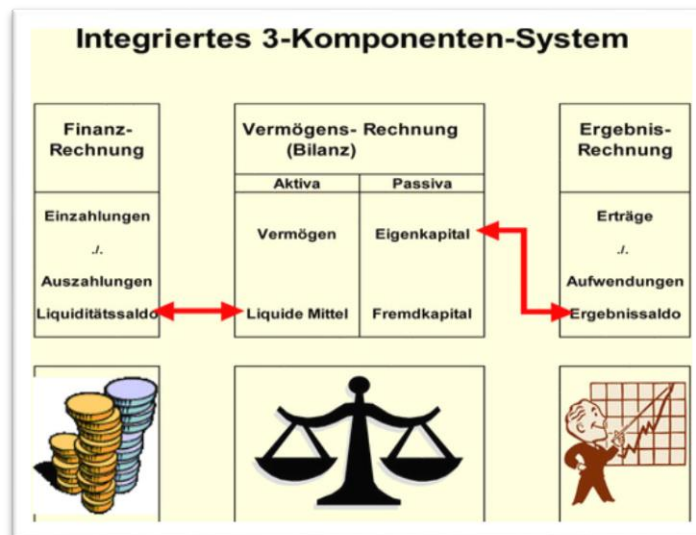 Integriertes 3-Komponenten-System
Finanz-
Rechnung
Einzahlungen
./.
Auszahlungen
Liquiditätssaldo
Vermögens- Rechnung
(Bilanz)
Aktiva
Passiva
Vermögen
Eigenkapital
Liquide Mittel
Fremdkapital
Ergebnis-
Rechnung
Erträge
./.
Aufwendungen
Ergebnissaldo